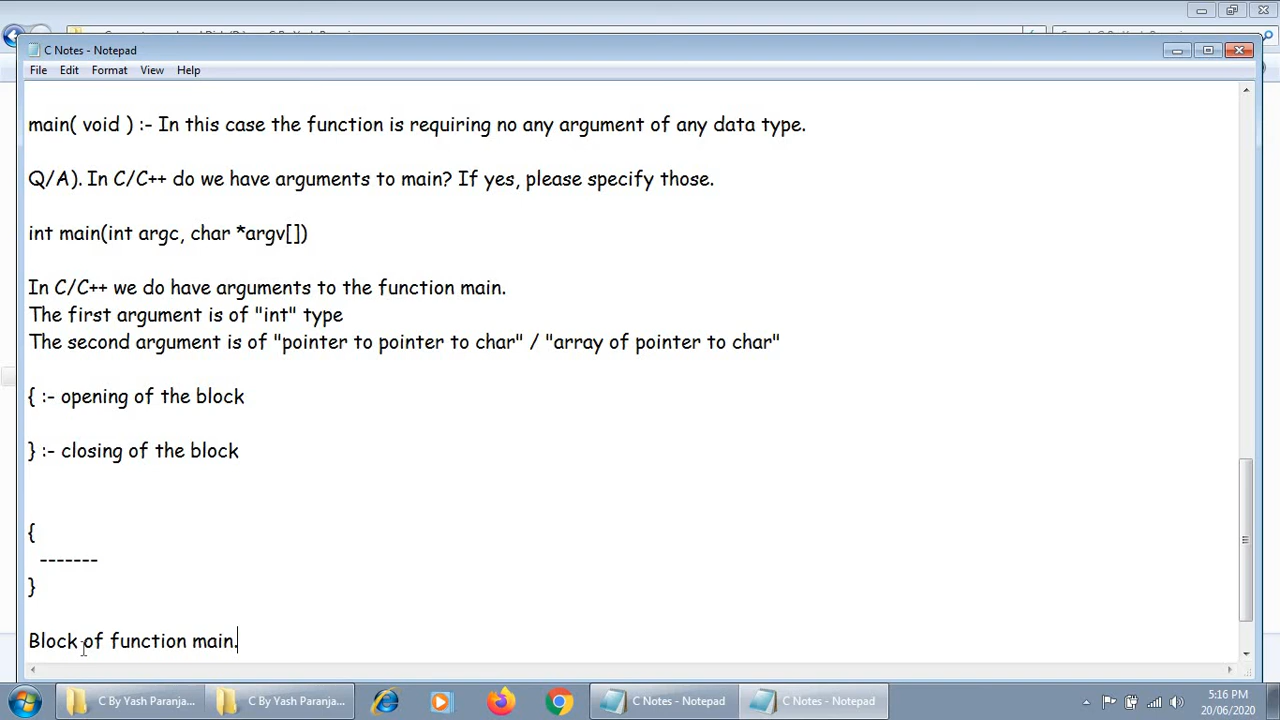 C Notes - Notepad
File Edit Format View Help
main( void ) :- In this case the function is requiring no any argument of any data type.
Q/A). In C/C++ do we have arguments to main? If yes, please specify those.
int main(int argc, char *argv[])
In C/C++ we do have arguments to the function main.
The first argument is of "int" type
The second argument is of "pointer to pointer to char" / "array of pointer to char"
{ :- opening of the block
} :- closing of the block
{
-------
}
Block of function main.
C By Yash Paranja... C By Yash Paranja... C Notes - Notepad C Notes - Notepad
5:16 PM
20/06/2020